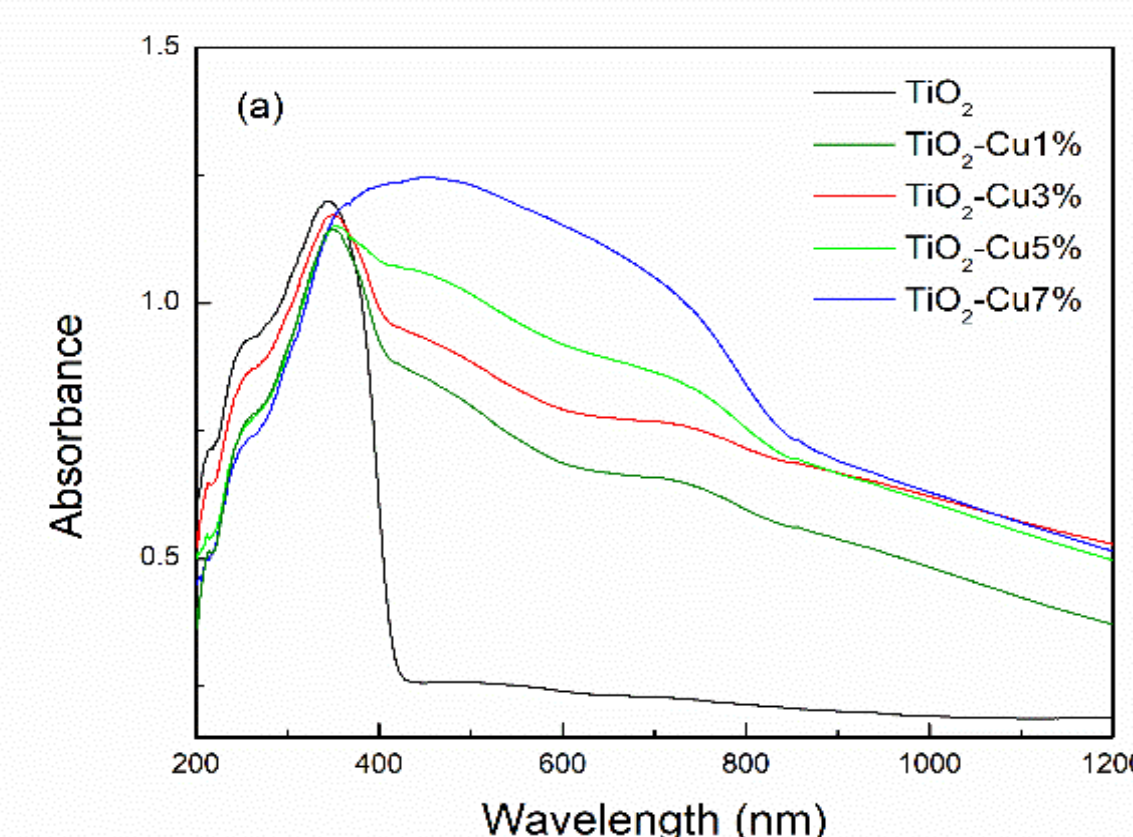 1.5
(a)
TiO₂
TiO₂-Cu1%
TiO₂-Cu3%
TiO₂-Cu5%
TiO₂-Cu7%
1.0
Absorbance
0.5
200 400 600 800 1000 120
Wavelength (nm)